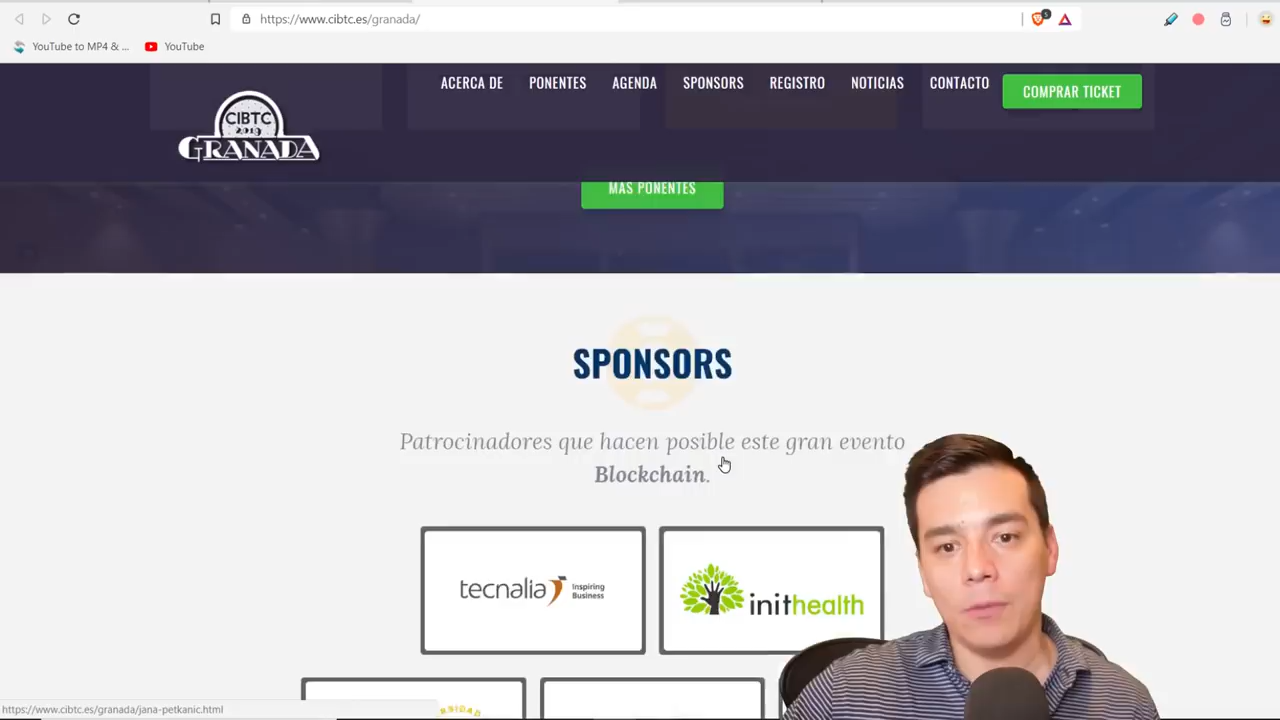 https://www.cibtc.es/granada/
5
YouTube to MP4 & ...
YouTube
CIBTC
2019
GRANADA
ACERCA DE
PONENTES
AGENDA
SPONSORS
REGISTRO
NOTICIAS
CONTACTO
COMPRAR TICKET
MÁS PONENTES
SPONSORS
Patrocinadores que hacen posible este gran evento
Blockchain.
tecnalia
Inspiring
Business
inithealth
https://www.cibtc.es/granada/jana-petkanic.html